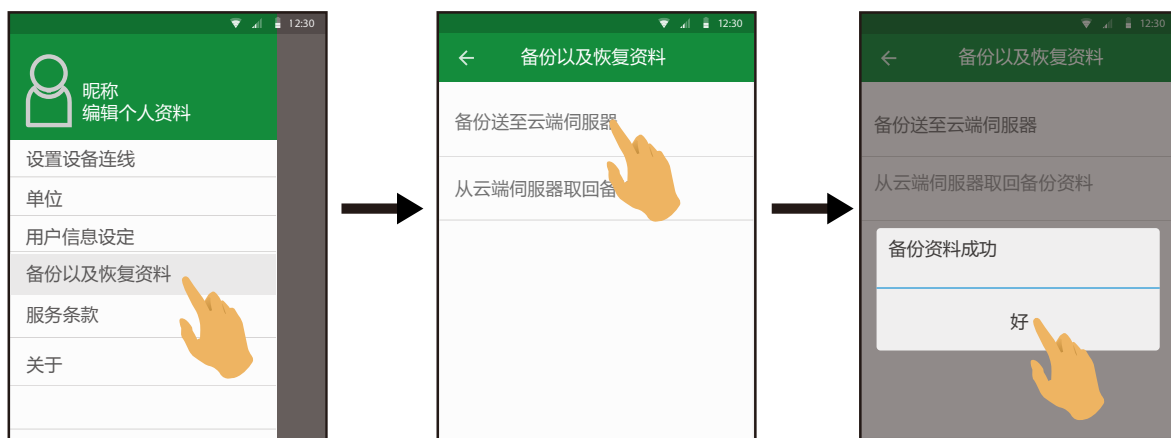 12:30
昵称
编辑个人资料
设置设备连线
单位
用户信息设定
备份以及恢复资料
服务条款
关于
12:30
备份以及恢复资料
备份送至云端伺服器
从云端伺服器取回备
12:30
备份以及恢复资料
备份送至云端伺服器
从云端伺服器取回备份资料
备份资料成功
好